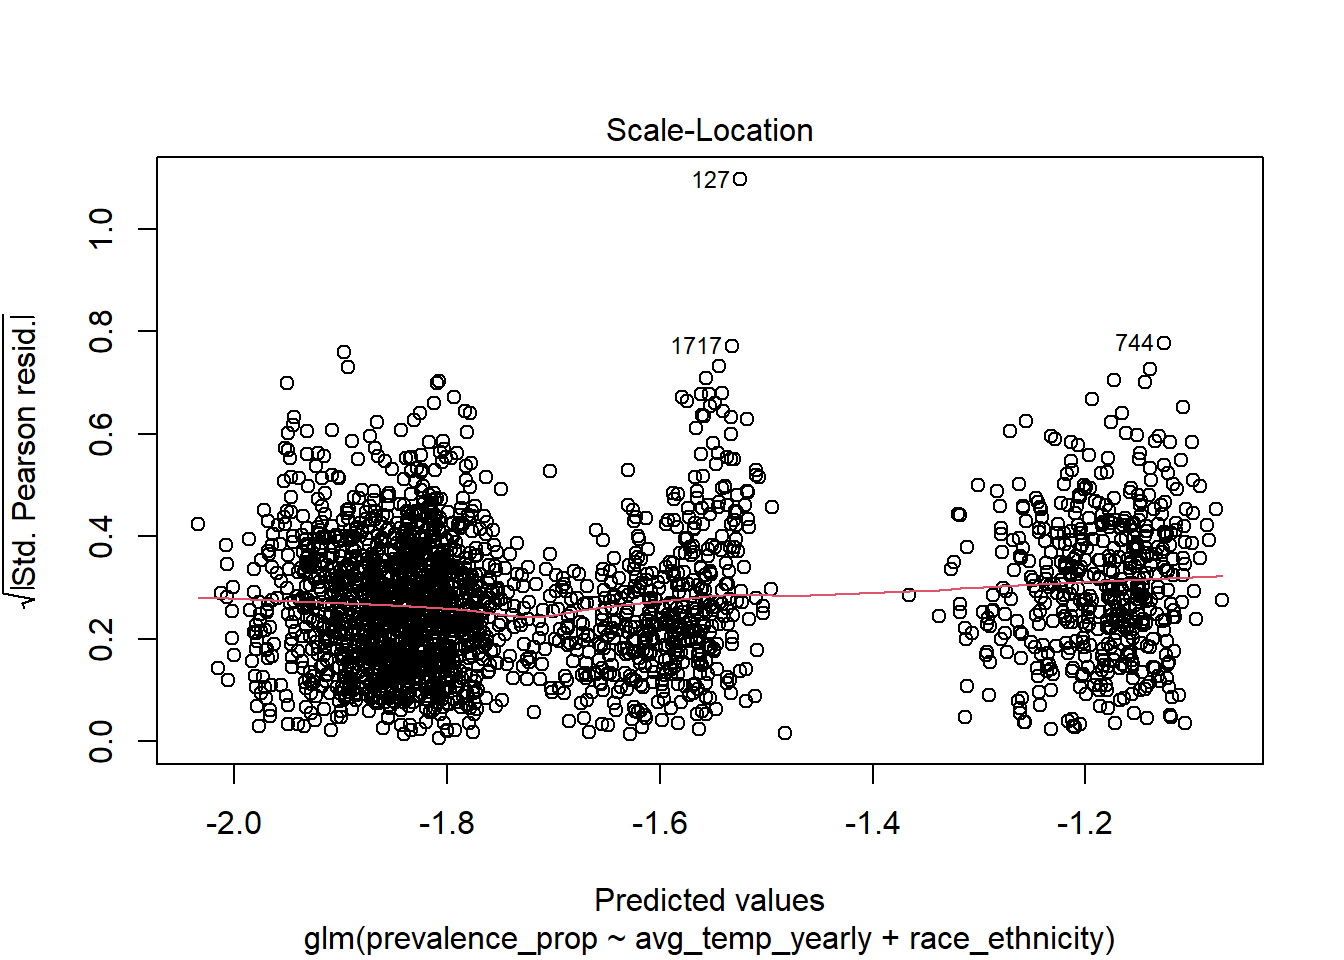 Scale-Location
127
1717
744
√|Std. Pearson resid.|
1.0
0.8
0.6
0.4
0.2
0.0
-2.0 -1.8 -1.6 -1.4 -1.2
Predicted values
glm(prevalence_prop ~ avg_temp_yearly + race_ethnicity)